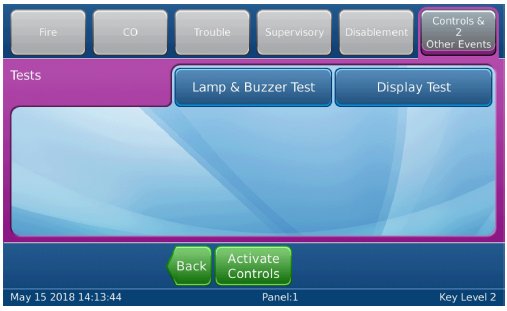 Fire
CO
Trouble
Supervisory
Disablement
Controls &
2
Other Events
Tests
Lamp & Buzzer Test
Display Test
Back
Activate
Controls
May 15 2018 14:13:44
Panel:1
Key Level 2